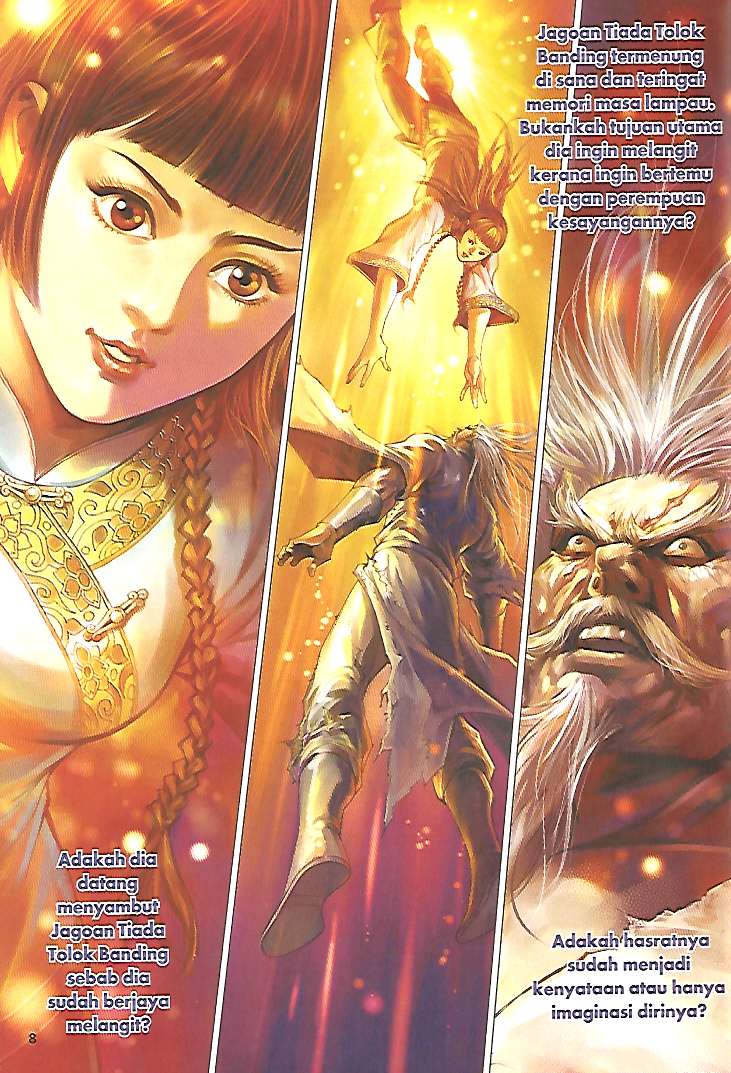 Jagoan Tiada Tolok
Banding termenung
di sana dan teringat
memori masa lampau.
Bukankah tujuan utama
dia ingin melangit
kerana ingin bertemu
dengan perempuan
kesayangannya?
Adakah dia
datang
menyambut
Jagoan Tiada
Tolok Banding
sebab dia
sudah berjaya
melangit?
Adakah hasratnya
sudah menjadi
kenyataan atau hanya
imaginasi dirinya?
8